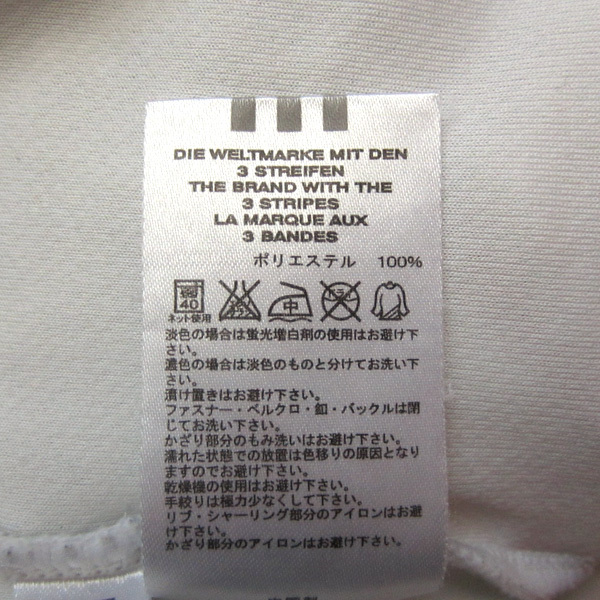 DIE WELTMARKE MIT DEN
3 STREIFEN
THE BRAND WITH THE
3 STRIPES
LA MARQUE AUX
3 BANDES
ポリエステル 100%
40
中
ネット使用
淡色の場合は蛍光増白剤の使用はお避け下
さい。
濃色の場合は淡色のものと分けてお洗い下
さい。
漬け置きはお避け下さい。
ファスナー・ベルクロ・釦・バックルは閉
じてお洗い下さい。
かざり部分のもみ洗いはお避け下さい。
濡れた状態での放置は色移りの原因となり
ますのでお避け下さい。
乾燥機の使用はお避け下さい。
手絞りは極力少なくして下さい。
リブ・シャーリング部分のアイロンはお避
け下さい。
かざり部分のアイロンはお避け下さい。